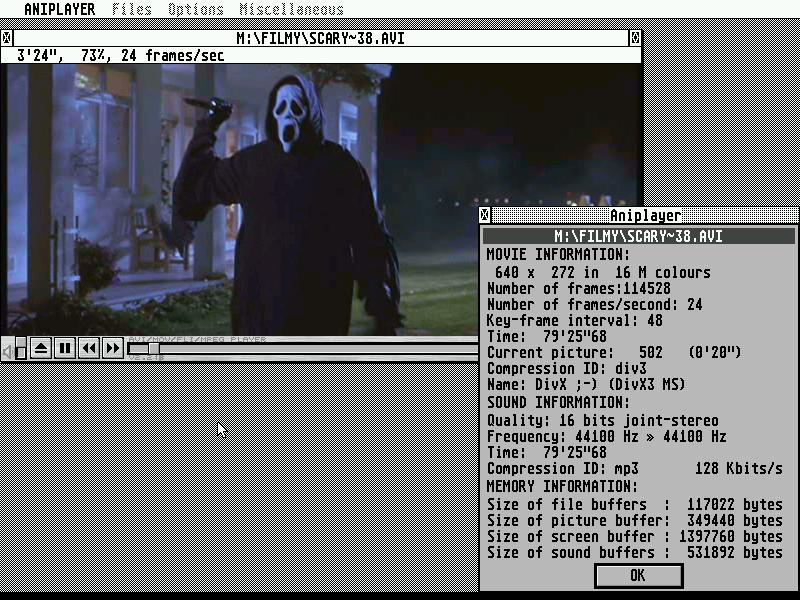 ANIPLAYER Files Options Miscellaneous
M:\FILMY\SCARY~38.AVI
3'24", 73%, 24 frames/sec
AVI/MOV/FLI/MPEG PLAYER
Aniplayer
M:\FILMY\SCARY~38.AVI
MOVIE INFORMATION:
640 x 272 in 16 M colours
Number of frames:114528
Number of frames/second: 24
Key-frame interval: 48
Time: 79'25"68
Current picture: 502 (0'20")
Compression ID: div3
Name: DivX ;-) (DivX3 MS)
SOUND INFORMATION:
Quality: 16 bits joint-stereo
Frequency: 44100 Hz » 44100 Hz
Time: 79'25"68
Compression ID: mp3 128 Kbits/s
MEMORY INFORMATION:
Size of file buffers : 117022 bytes
Size of picture buffer: 349440 bytes
Size of screen buffer: 1397760 bytes
Size of sound buffers : 531892 bytes
OK